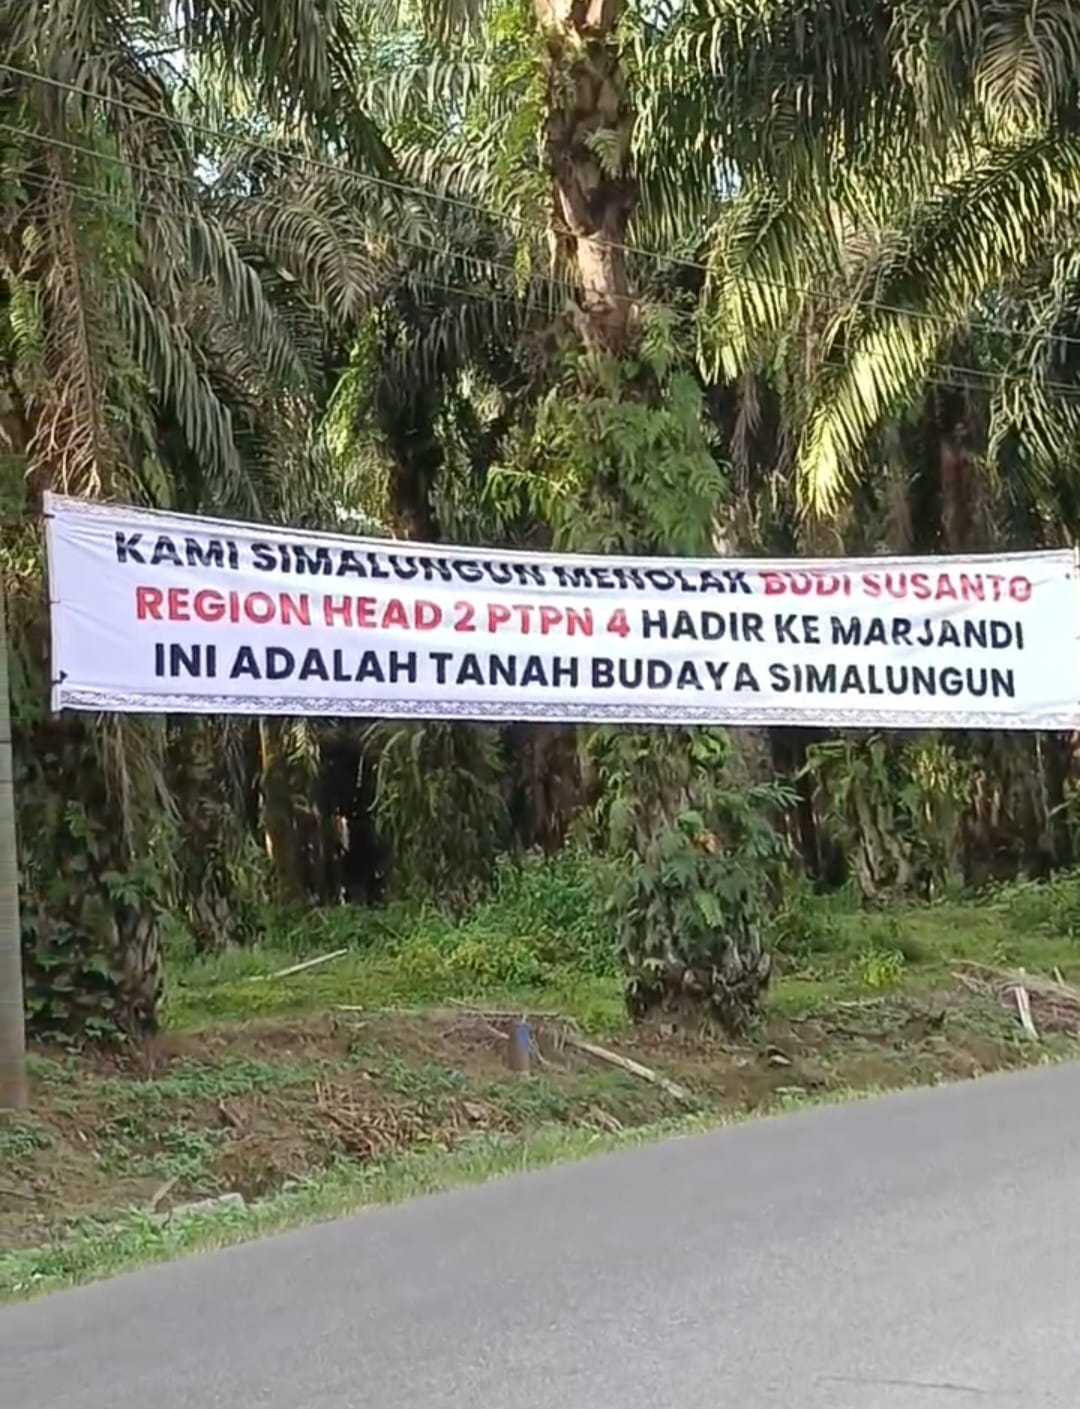 KAMI SIMALUNGUN MENOLAK BUDI SUSANTO
REGION HEAD 2 PTPN 4 HADIR KE MARJANDI
INI ADALAH TANAH BUDAYA SIMALUNGUN